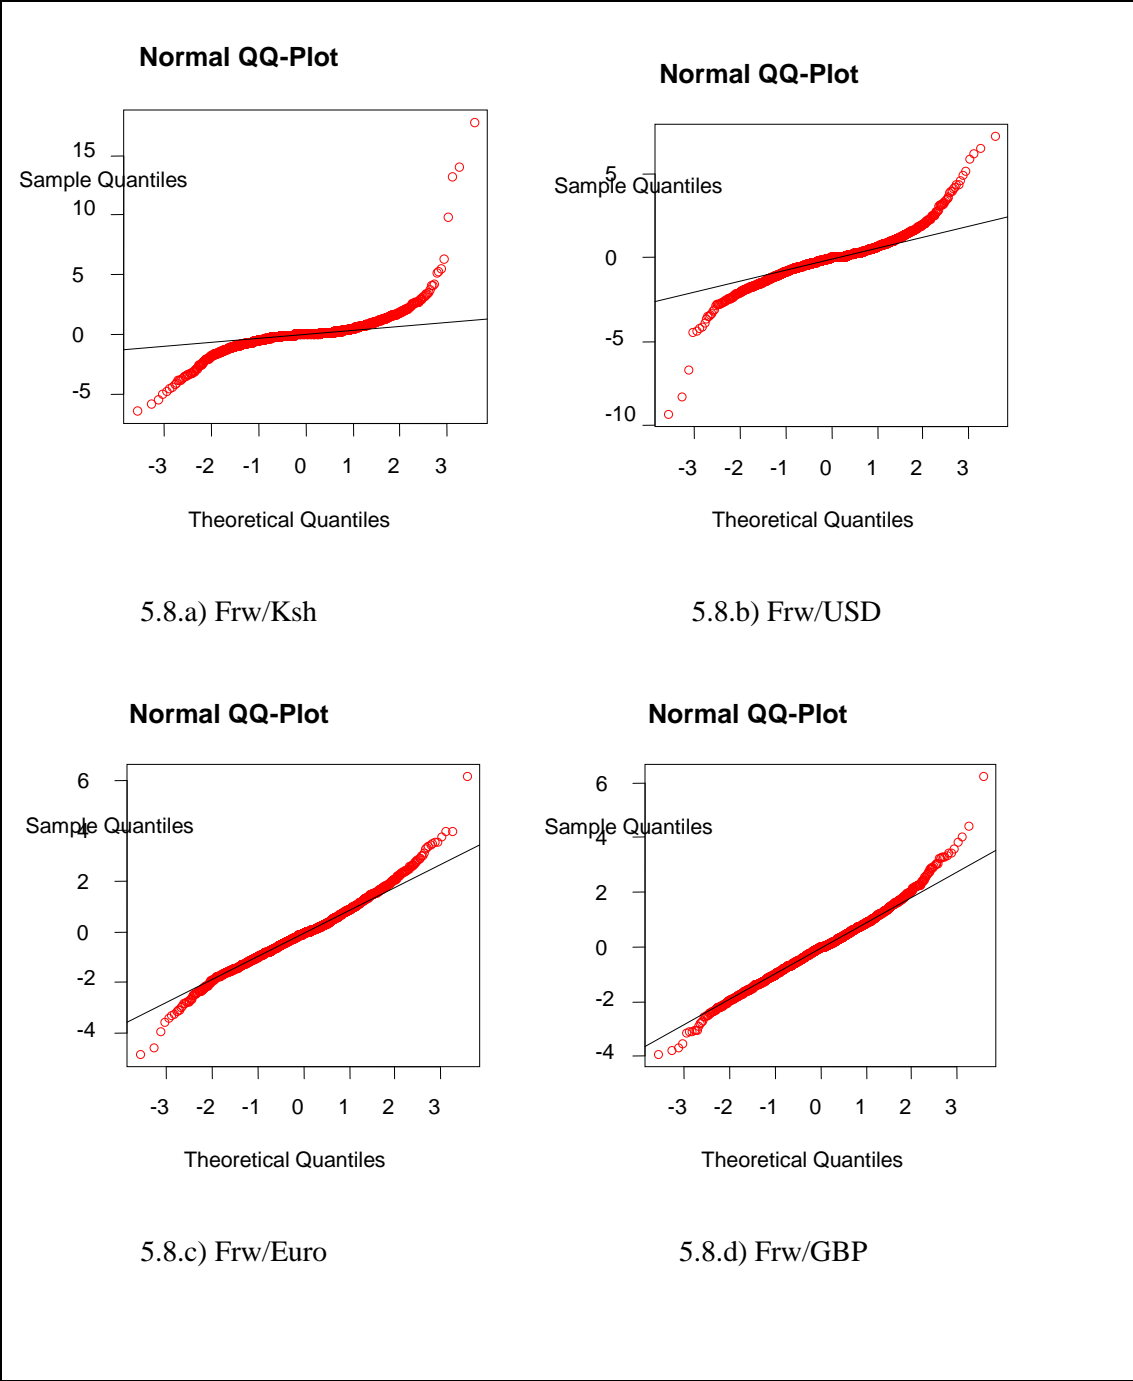 Normal QQ-Plot
15
Sample Quantiles
10
5
0
-5
-3 -2 -1 0 1 2 3
Theoretical Quantiles
5.8.a) Frw/Ksh
Normal QQ-Plot
5
Sample Quantiles
0
-5
-10
-3 -2 -1 0 1 2 3
Theoretical Quantiles
5.8.b) Frw/USD
Normal QQ-Plot
6
Sample Quantiles
4
2
0
-2
-4
-3 -2 -1 0 1 2 3
Theoretical Quantiles
5.8.c) Frw/Euro
Normal QQ-Plot
6
Sample Quantiles
4
2
0
-2
-4
-3 -2 -1 0 1 2 3
Theoretical Quantiles
5.8.d) Frw/GBP